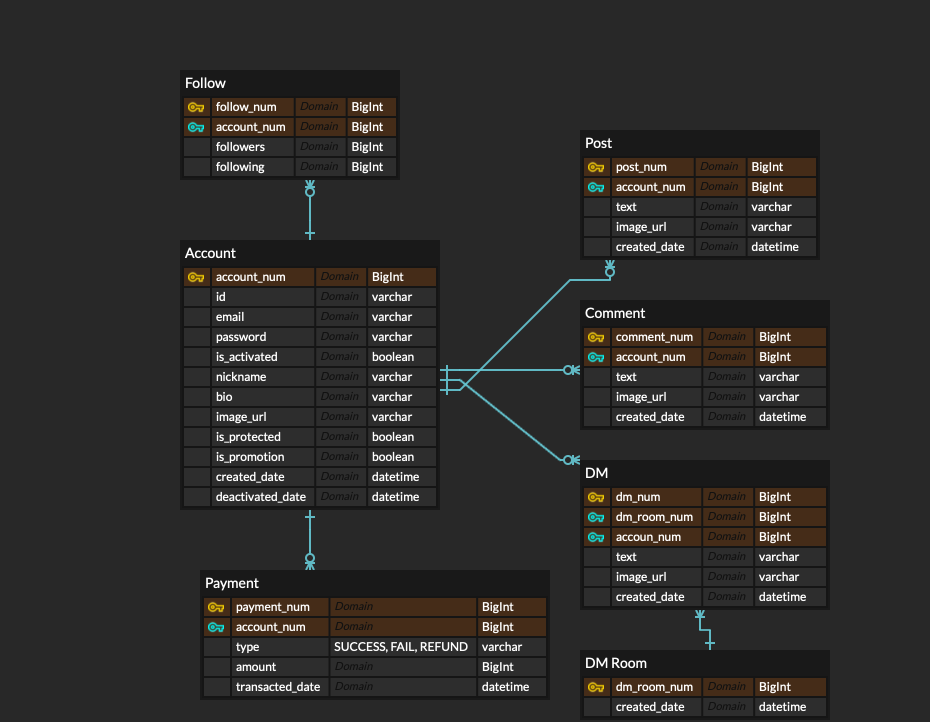 Follow
follow_num Domain BigInt
account_num Domain BigInt
followers Domain BigInt
following Domain BigInt
Account
account_num Domain BigInt
id Domain varchar
email Domain varchar
password Domain varchar
is_activated Domain boolean
nickname Domain varchar
bio Domain varchar
image_url Domain varchar
is_protected Domain boolean
is_promotion Domain boolean
created_date Domain datetime
deactivated_date Domain datetime
Payment
payment_num Domain BigInt
account_num Domain BigInt
type SUCCESS, FAIL, REFUND varchar
amount Domain BigInt
transacted_date Domain datetime
Post
post_num Domain BigInt
account_num Domain BigInt
text Domain varchar
image_url Domain varchar
created_date Domain datetime
Comment
comment_num Domain BigInt
account_num Domain BigInt
text Domain varchar
image_url Domain varchar
created_date Domain datetime
DM
dm_num Domain BigInt
dm_room_num Domain BigInt
accoun_num Domain BigInt
text Domain varchar
image_url Domain varchar
created_date Domain datetime
DM Room
dm_room_num Domain BigInt
created_date Domain datetime